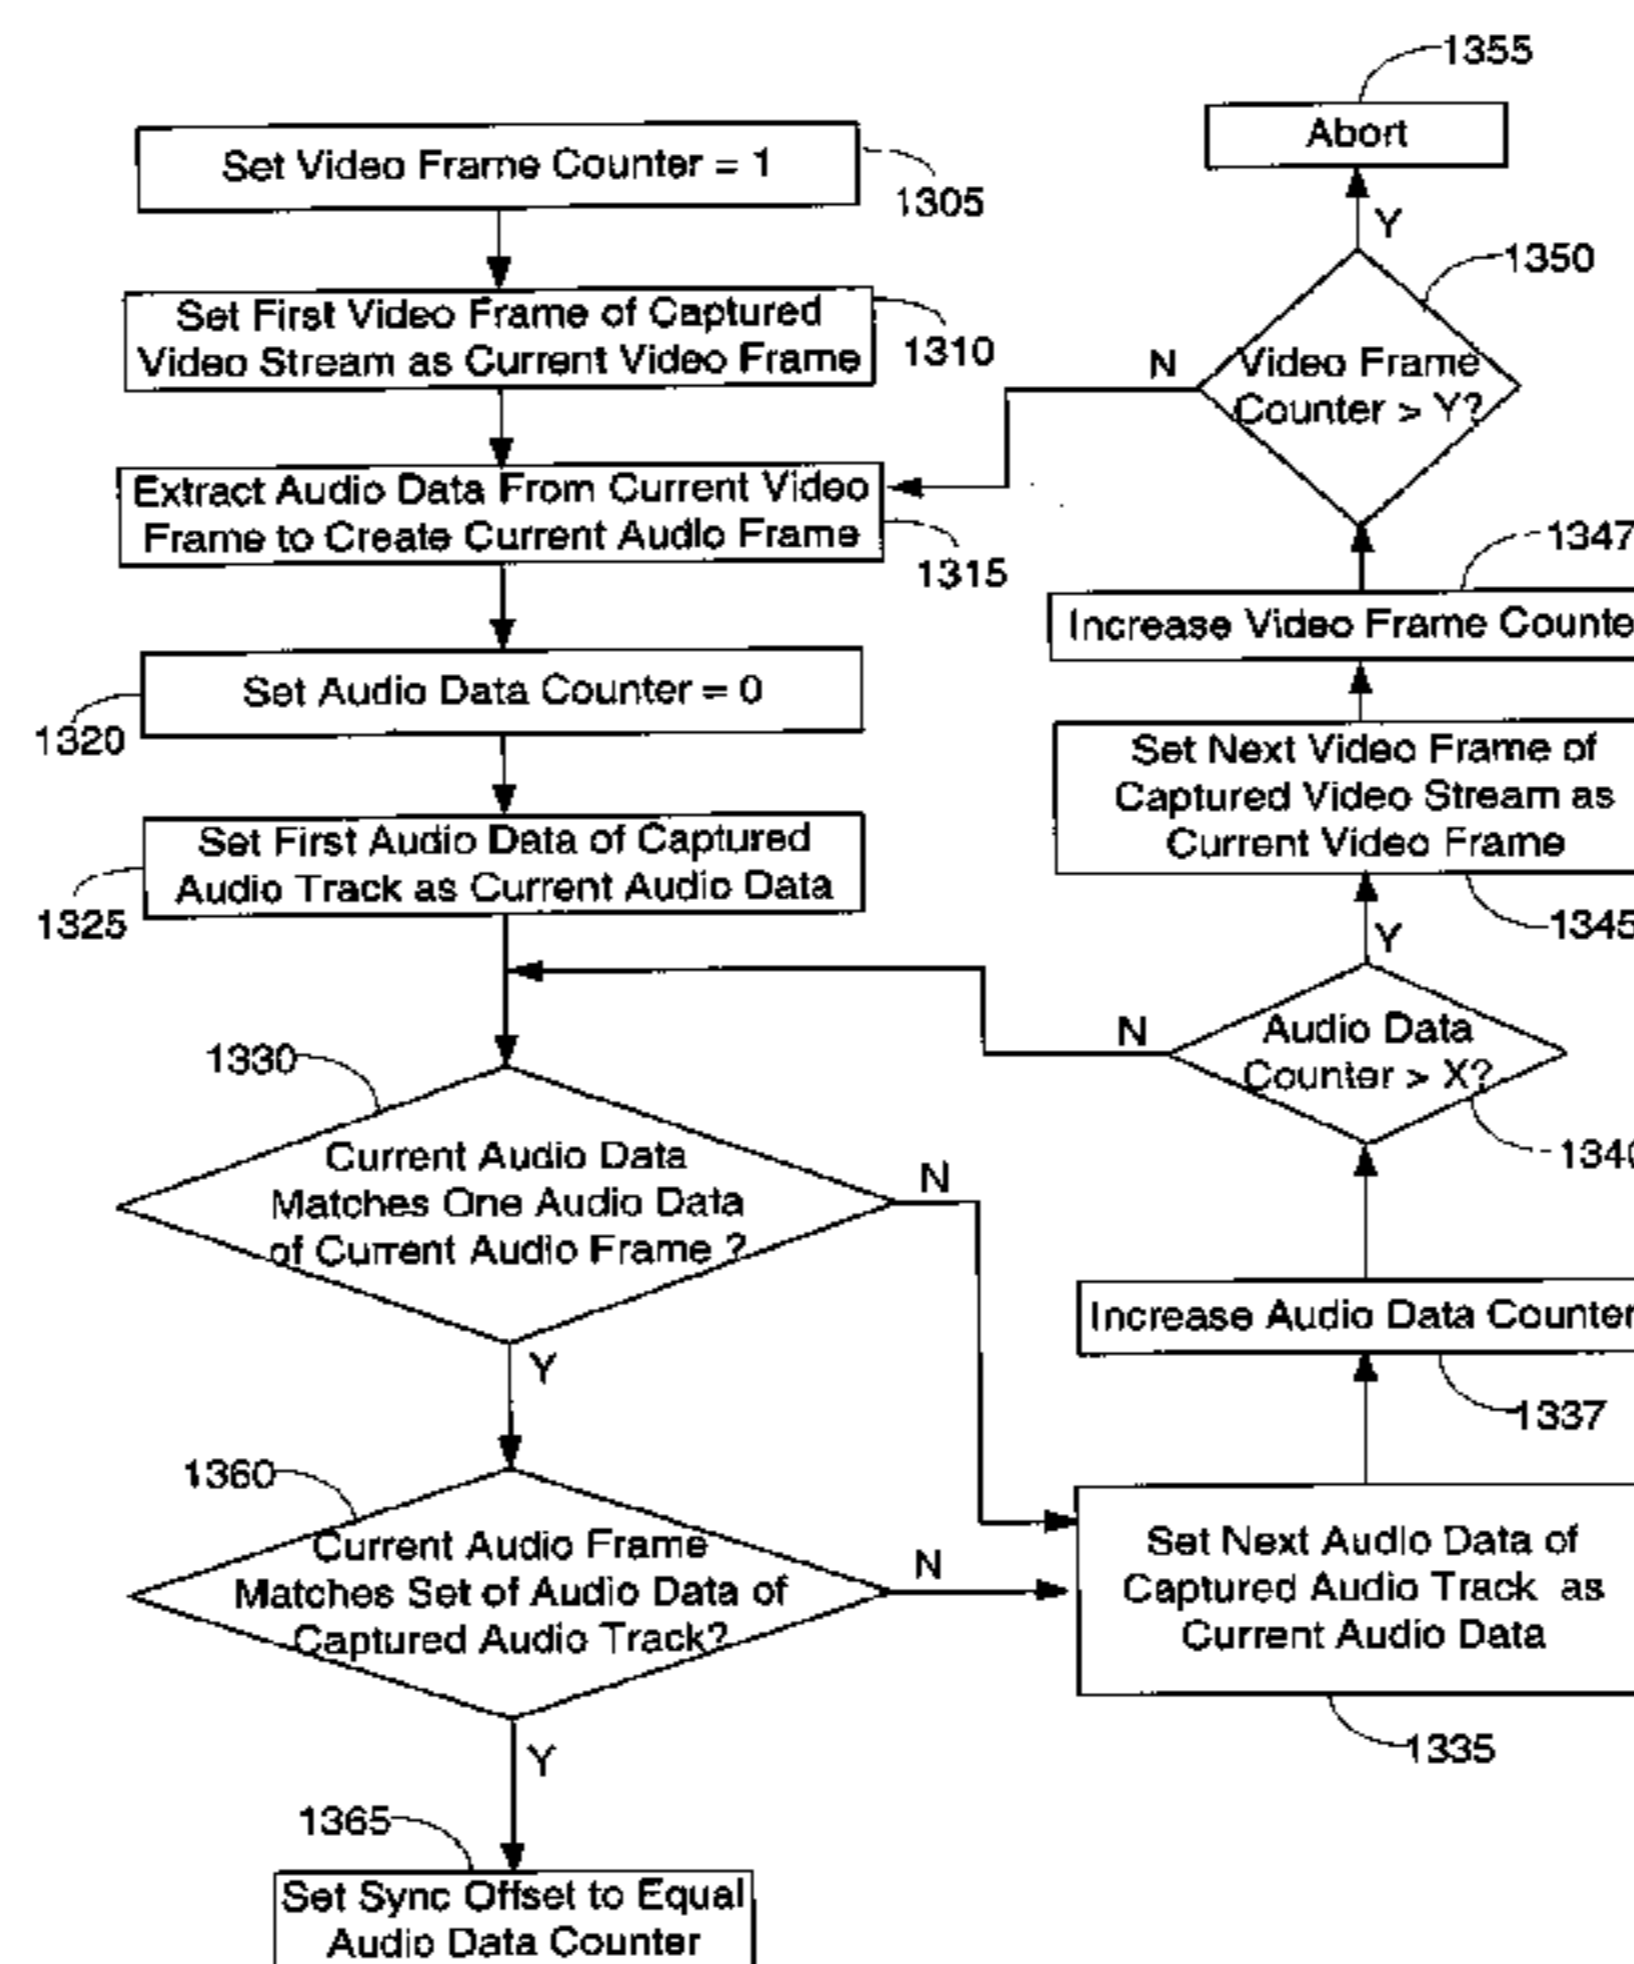 Set Video Frame Counter = 1
1305
Set First Video Frame of Captured
Video Stream as Current Video Frame
1310
Extract Audio Data From Current Video
Frame to Create Current Audio Frame
1315
Set Audio Data Counter = 0
1320
Set First Audio Data of Captured
Audio Track as Current Audio Data
1325
1330
Current Audio Data
Matches One Audio Data
of Current Audio Frame ?
N
Y
1360
Current Audio Frame
Matches Set of Audio Data of
Captured Audio Track?
N
Y
1365
Set Sync Offset to Equal
Audio Data Counter
1355
Abort
Y
1350
Video Frame
Counter > Y?
N
1347
Increase Video Frame Counte
Set Next Video Frame of
Captured Video Stream as
Current Video Frame
1345
Y
Audio Data
Counter > X?
N
1340
Increase Audio Data Counter
1337
Set Next Audio Data of
Captured Audio Track as
Current Audio Data
1335